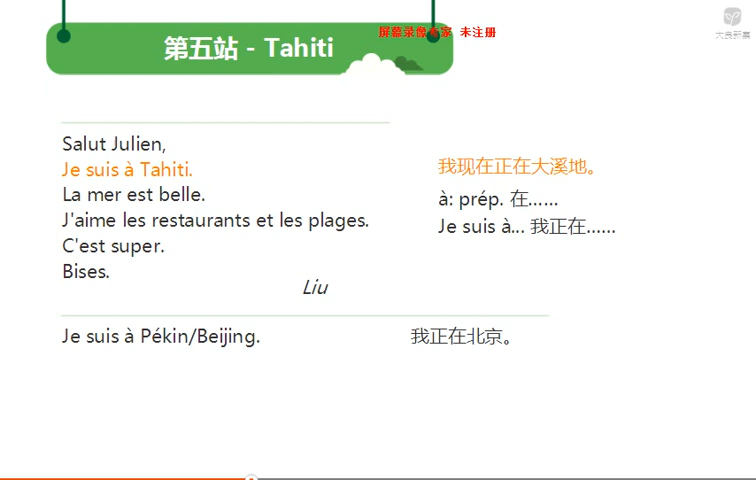 第五站 - Tahiti
屏幕录像专家 未注册
Salut Julien,
Je suis à Tahiti.
La mer est belle.
J'aime les restaurants et les plages.
C'est super.
Bises.
Liu
我现在正在大溪地。
à: prép. 在……
Je suis à... 我正在……
Je suis à Pékin/Beijing.
我正在北京。